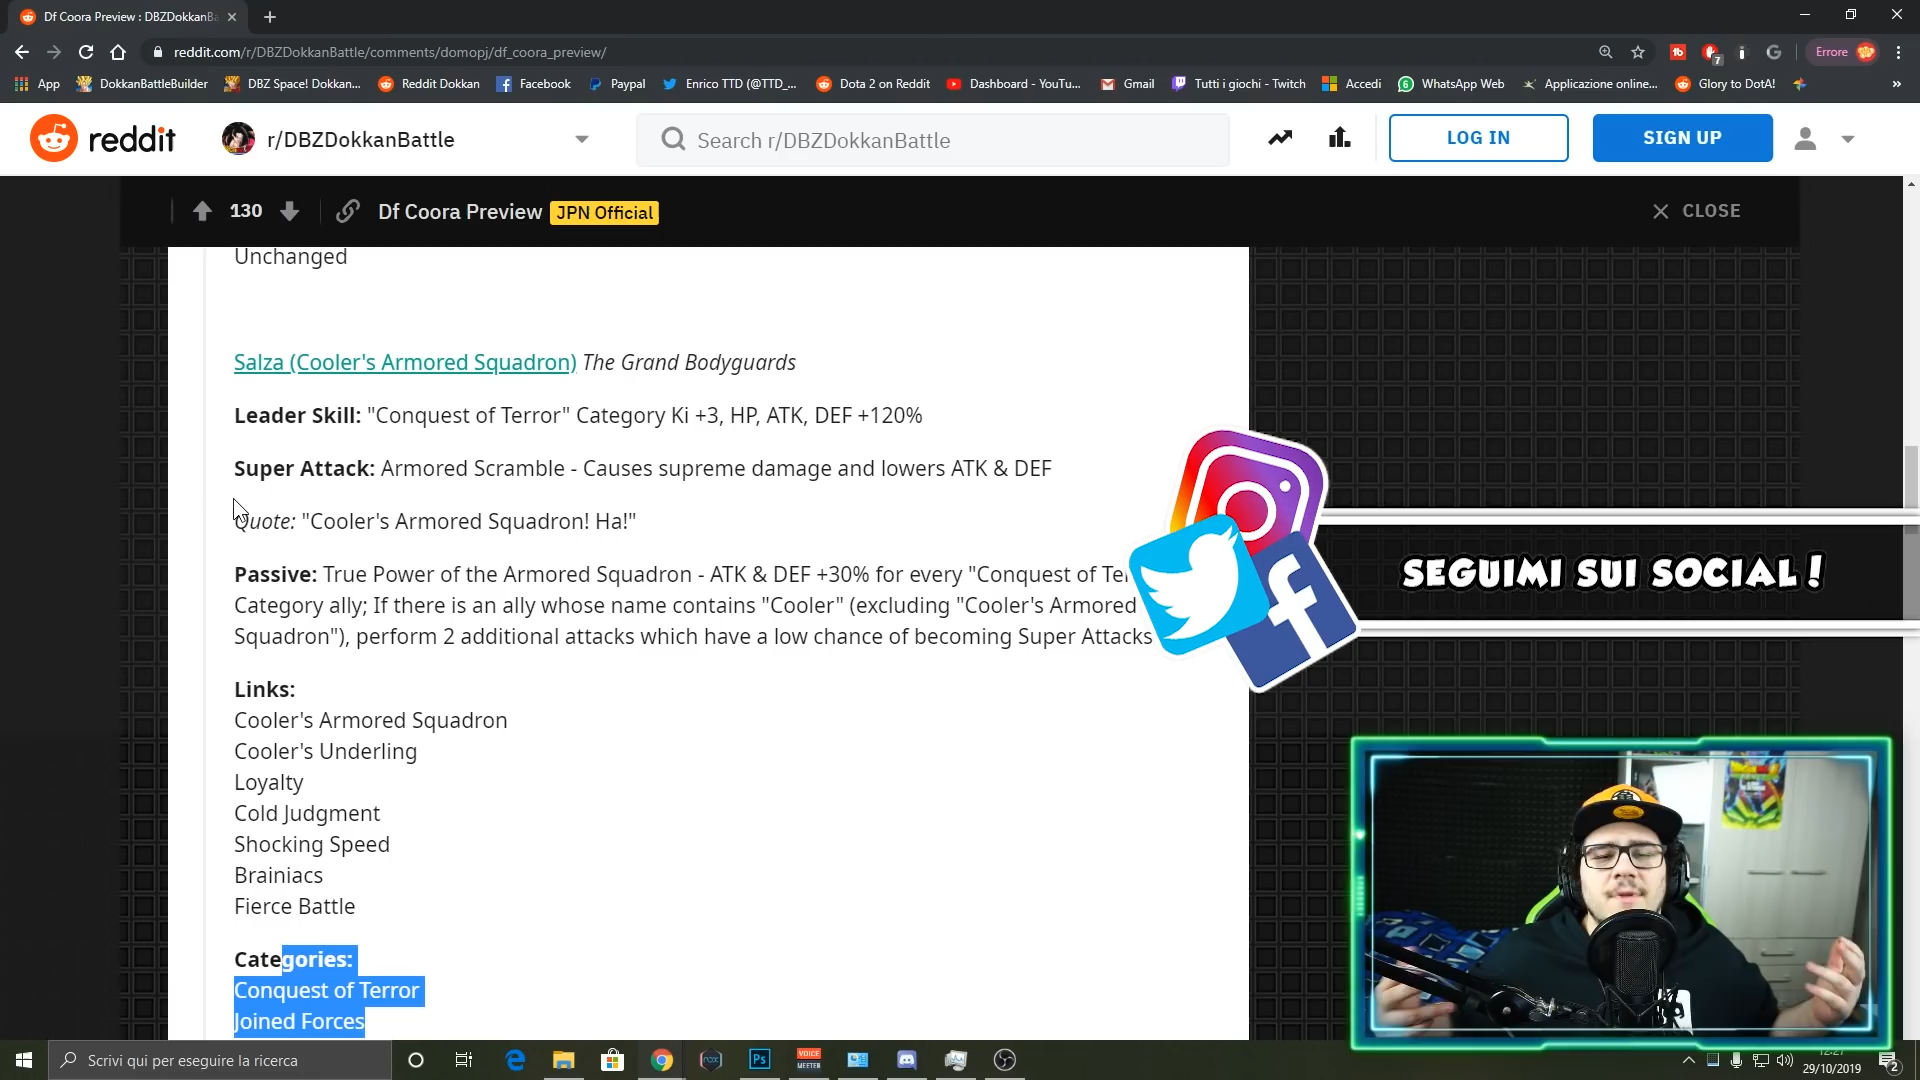 Df Coora Preview : DBZDokkanBa
reddit.com/r/DBZDokkanBattle/comments/domopj/df_coora_preview/
7
Errore
App
DokkanBattleBuilder
DBZ Space! Dokkan...
Reddit Dokkan
Facebook
Paypal
Enrico TTD (@TTD_...
Dota 2 on Reddit
Dashboard - YouTu...
Gmail
Tutti i giochi - Twitch
Accedi
WhatsApp Web
Applicazione online...
Glory to DotA!
reddit
r/DBZDokkanBattle
Search r/DBZDokkanBattle
LOG IN
SIGN UP
130
Df Coora Preview
JPN Official
CLOSE
Unchanged
Salza (Cooler's Armored Squadron) The Grand Bodyguards
Leader Skill: "Conquest of Terror" Category Ki +3, HP, ATK, DEF +120%
Super Attack: Armored Scramble - Causes supreme damage and lowers ATK & DEF
Quote: "Cooler's Armored Squadron! Ha!"
Passive: True Power of the Armored Squadron - ATK & DEF +30% for every "Conquest of Te
Category ally; If there is an ally whose name contains "Cooler" (excluding "Cooler's Armored
Squadron"), perform 2 additional attacks which have a low chance of becoming Super Attacks
Links:
Cooler's Armored Squadron
Cooler's Underling
Loyalty
Cold Judgment
Shocking Speed
Brainiacs
Fierce Battle
Categories:
Conquest of Terror
Joined Forces
SEGUIMI SUI SOCIAL!
Scrivi qui per eseguire la ricerca
Ps
VOICE
MEETER
12:27
29/10/2019
2